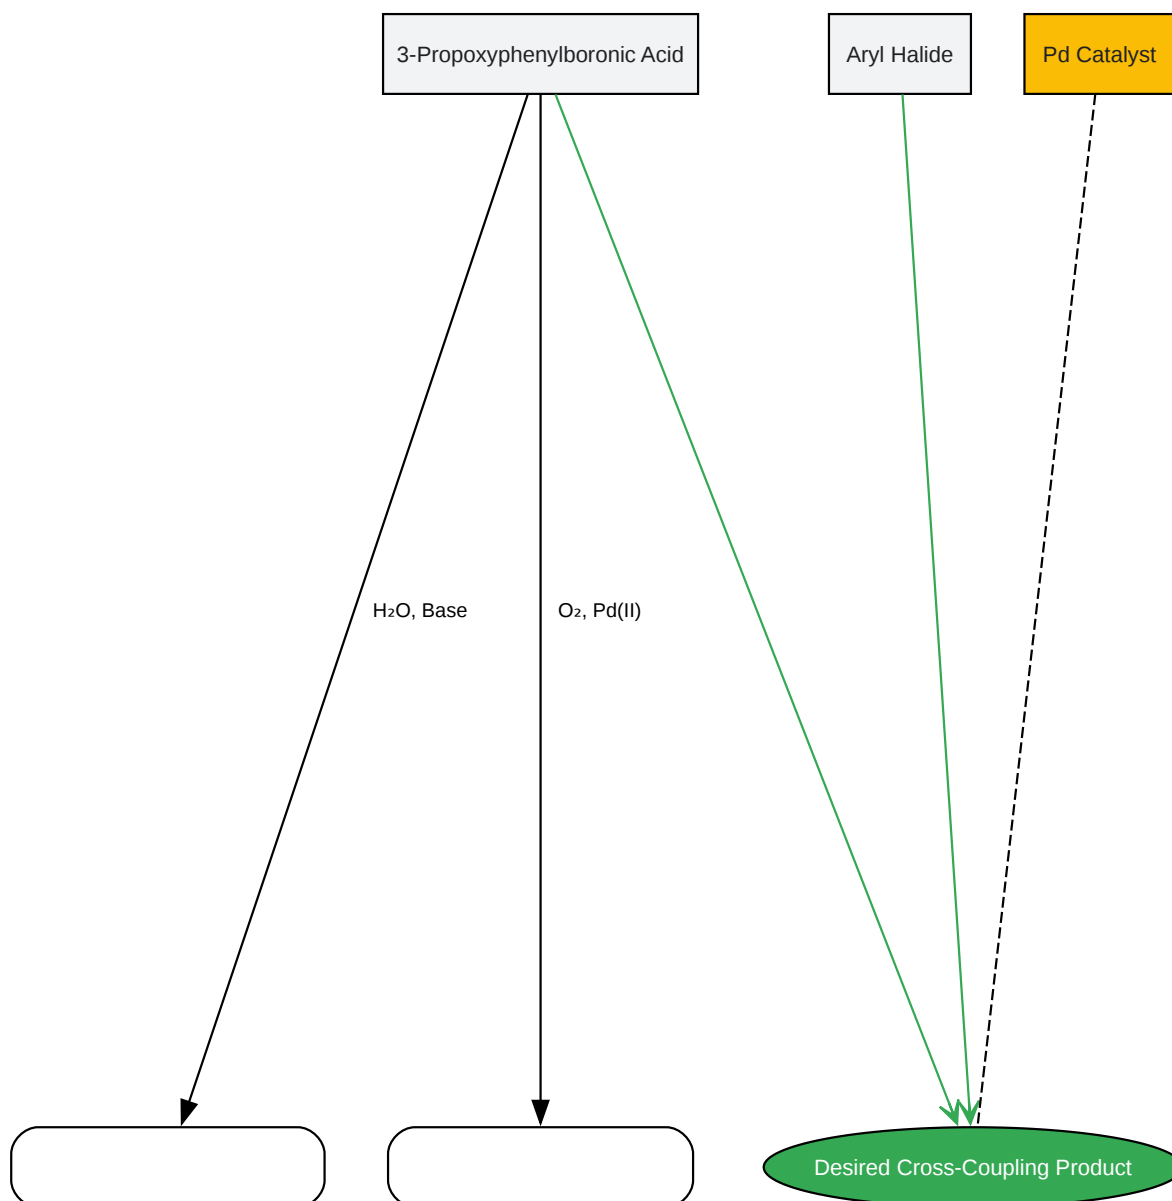 3-Propoxyphenylboronic Acid
Aryl Halide
Pd Catalyst
H₂O, Base
O₂, Pd(II)
Desired Cross-Coupling Product